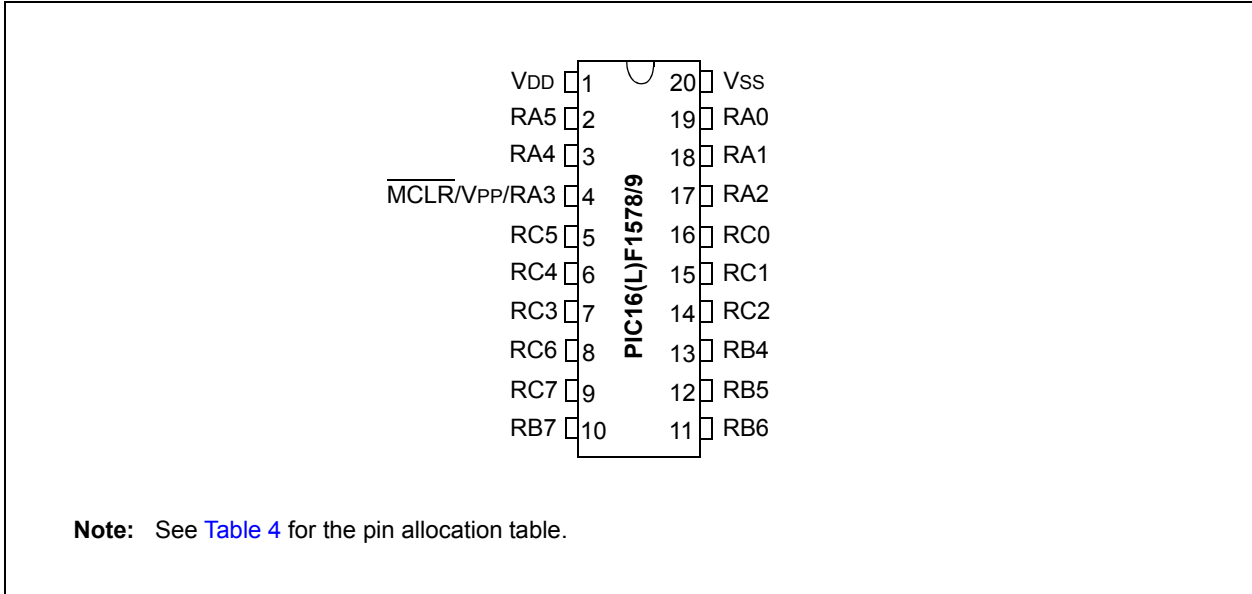 VDD 1 20 VSS
RA5 2 19 RA0
RA4 3 18 RA1
MCLR/VPP/RA3 4 17 RA2
RC5 5 16 RC0
RC4 6 15 RC1
RC3 7 14 RC2
RC6 8 13 RB4
RC7 9 12 RB5
RB7 10 11 RB6
PIC16(L)F1578/9
Note: See Table 4 for the pin allocation table.